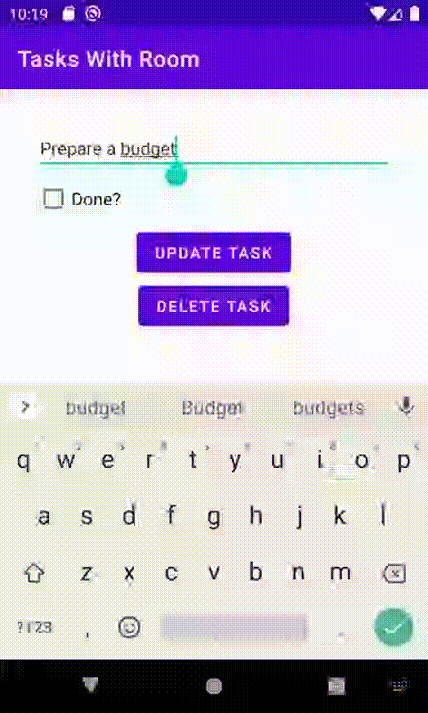 10:19
Tasks With Room
Prepare a budget
Done?
UPDATE TASK
DELETE TASK
budget Budget budgets
q w e r t y u i o p
a s d f g h j k l
z x c v b n m
?123 , .